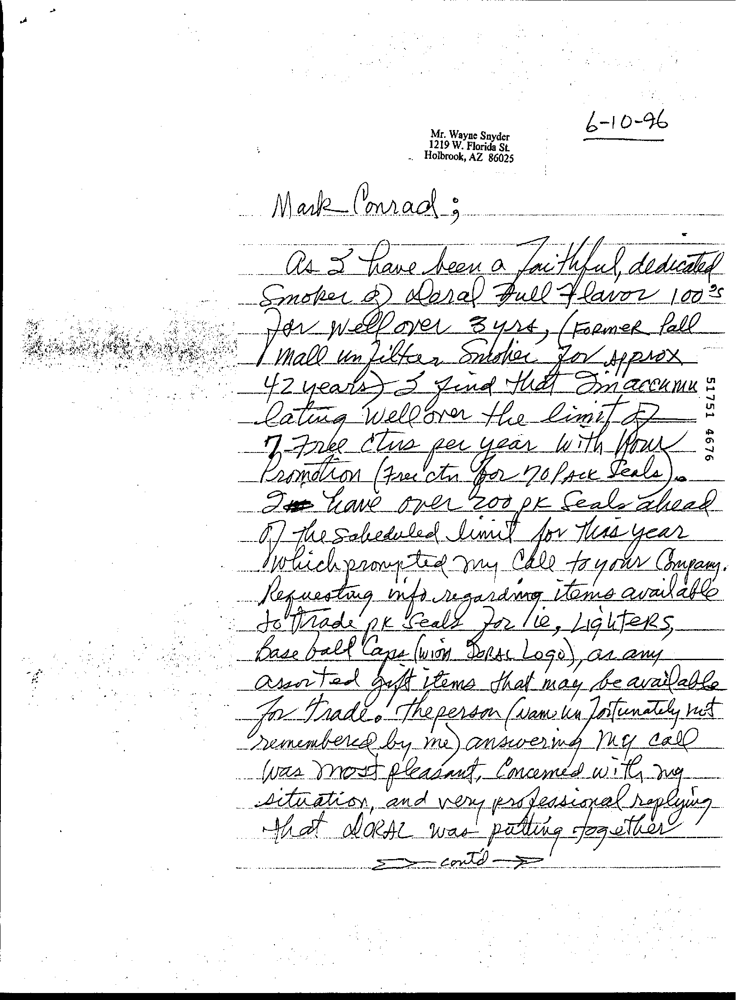 6-10-96
Mr. Wayne Snyder
1219 W. Florida St.
Holbrook, AZ 86025
Mark Conrad;
As I have been a faithful, dedicated
Smoker of Doral Full Flavor 100's
for well over 3 yrs, (Former Pall
Mall unfilter Smoker for approx
42 years) I find that I'm accumu
lating well over the limit of
7 Free ctns per year with your
Promotion (Free ctn for 70 Pack Seals).
I have over 200 pk Seals ahead
of the scheduled limit for this year
which prompted my Call to your Company.
Requesting info regarding items available
to trade pk Seals for lie, Lighters,
Base ball Caps (with Doral Logo), or any
assorted gift items that may be available
for trade. The person (name unfortunately not
remembered by me) answering my call
was most pleasant, Concerned with my
situation, and very professional replying
that DORAL was putting together
contd
51751 4676